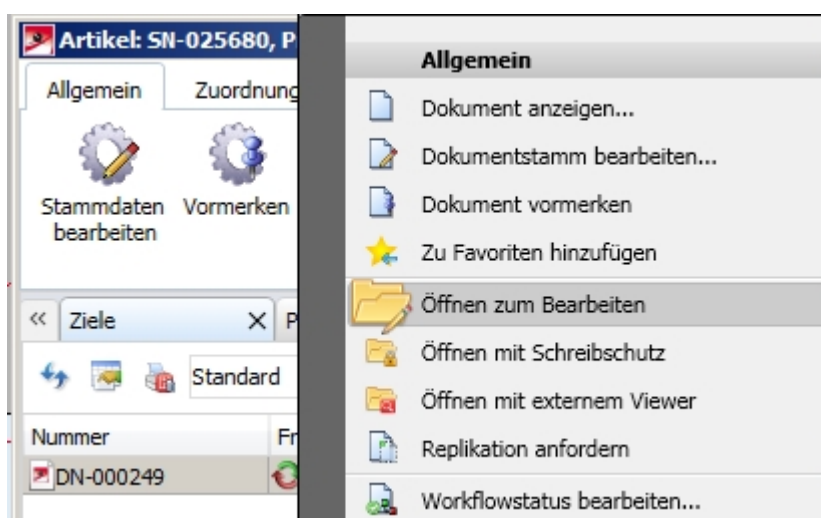 Artikel: SN-025680, P
Allgemein
Zuordnung
Stammdaten bearbeiten
Vormerken
Ziele
P
Standard
Nummer
Fr
DN-000249
Allgemein
Dokument anzeigen...
Dokumentstamm bearbeiten...
Dokument vormerken
Zu Favoriten hinzufügen
Öffnen zum Bearbeiten
Öffnen mit Schreibschutz
Öffnen mit externem Viewer
Replikation anfordern
Workflowstatus bearbeiten...